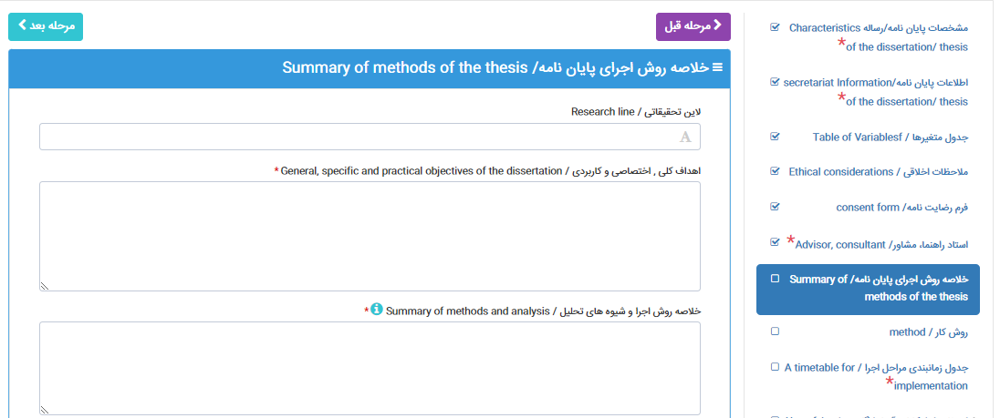 مرحله قبل
مرحله بعد
خلاصه روش اجرای پایان نامه/ Summary of methods of the thesis
لاین تحقیقاتی / Research line
A
اهداف کلی , اختصاصی و کاربردی / General, specific and practical objectives of the dissertation *
خلاصه روش اجرا و شیوه های تحلیل / Summary of methods and analysis *
مشخصات پایان نامه/رساله Characteristics
of the dissertation/ thesis*
اطلاعات پایان نامه/secretariat Information
of the dissertation/ thesis*
جدول متغیرها / Table of Variablesf
ملاحظات اخلاقی / Ethical considerations
فرم رضایت نامه/ consent form
استاد راهنما، مشاور/ Advisor, consultant*
خلاصه روش اجرای پایان نامه/ Summary of
methods of the thesis
روش کار / method
جدول زمانبندی مراحل اجرا / A timetable for
implementation*